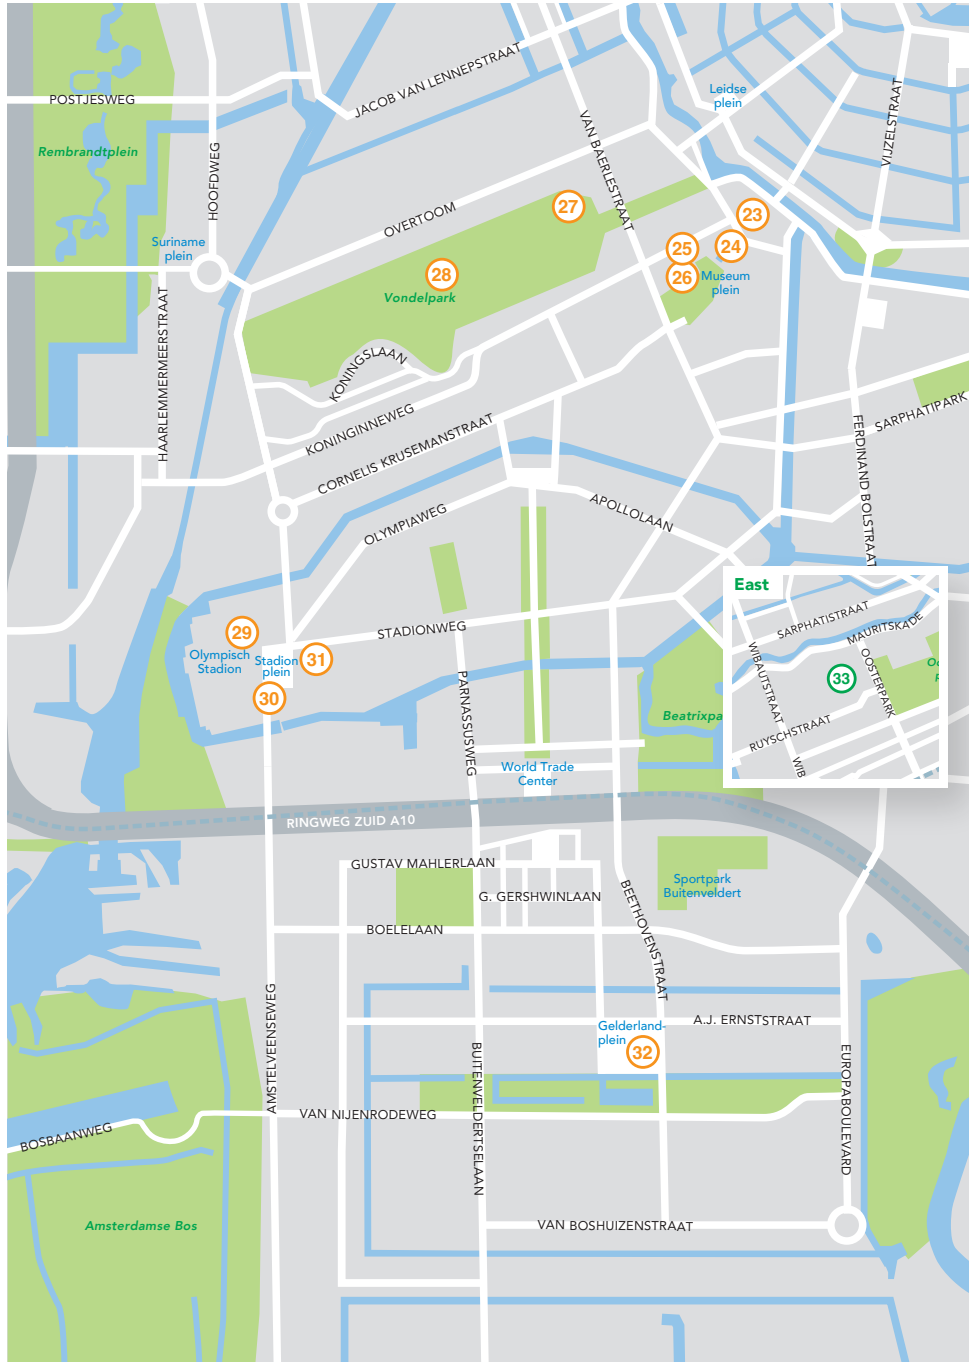 JACOB VAN LENNEPSTRAAT
POSTJESWEG
Leidse
plein
VIJZELSTRAAT
VAN BAERLESTRAAT
Rembrandtplein
HOOFDWEG
OVERTOOM
27
23
24
25
26
Museum
plein
Suriname
plein
28
Vondelpark
HAARLEMMERMEERSTRAAT
KONINGSLAAN
KONINGINNEWEG
CORNELIS KRUSEMANSTRAAT
SARPHATIPARK
FERDINAND BOLSTRAAT
OLYMPIAWEG
APOLLOLAAN
East
SARPHATISTRAAT
MAURITSKADE
WIBAUTSTRAAT
OOSTERPARK
33
RUYSCHSTRAAT
WIB
29
Olympisch
Stadion
Stadion
plein
31
30
STADIONWEG
PARNASSUSWEG
Beatrixpa
World Trade
Center
RINGWEG ZUID A10
GUSTAV MAHLERLAAN
G. GERSHWINLAAN
BEETHOVENSTRAAT
Sportpark
Buitenveldert
BOELELAAN
AMSTELVEENSEWEG
A.J. ERNSTSTRAAT
Gelderland-
plein
32
BUITENVELDERTSELAAN
EUROPABOULEVARD
VAN NIJENRODEWEG
BOSBAANWEG
Amsterdamse Bos
VAN BOSHUIZENSTRAAT